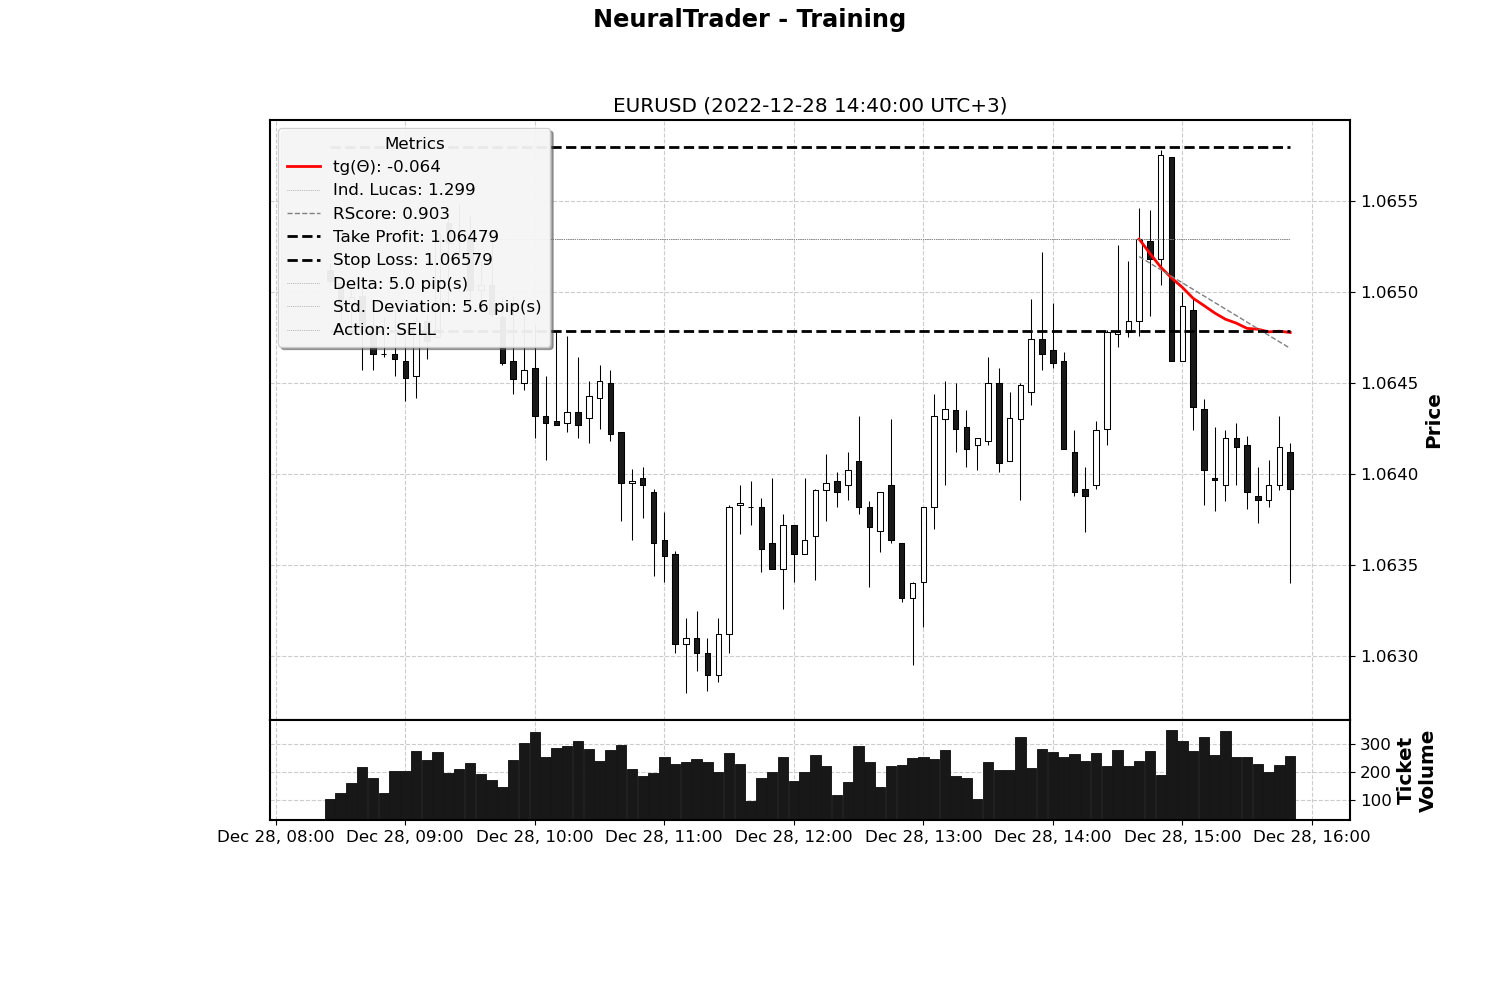 NeuralTrader - Training
EURUSD (2022-12-28 14:40:00 UTC+3)
Metrics
tg(Θ): -0.064
Ind. Lucas: 1.299
RScore: 0.903
Take Profit: 1.06479
Stop Loss: 1.06579
Delta: 5.0 pip(s)
Std. Deviation: 5.6 pip(s)
Action: SELL
1.0655
1.0650
1.0645
1.0640
1.0635
1.0630
Price
300
200
100
Ticket
Volume
Dec 28, 08:00 Dec 28, 09:00 Dec 28, 10:00 Dec 28, 11:00 Dec 28, 12:00 Dec 28, 13:00 Dec 28, 14:00 Dec 28, 15:00 Dec 28, 16:00